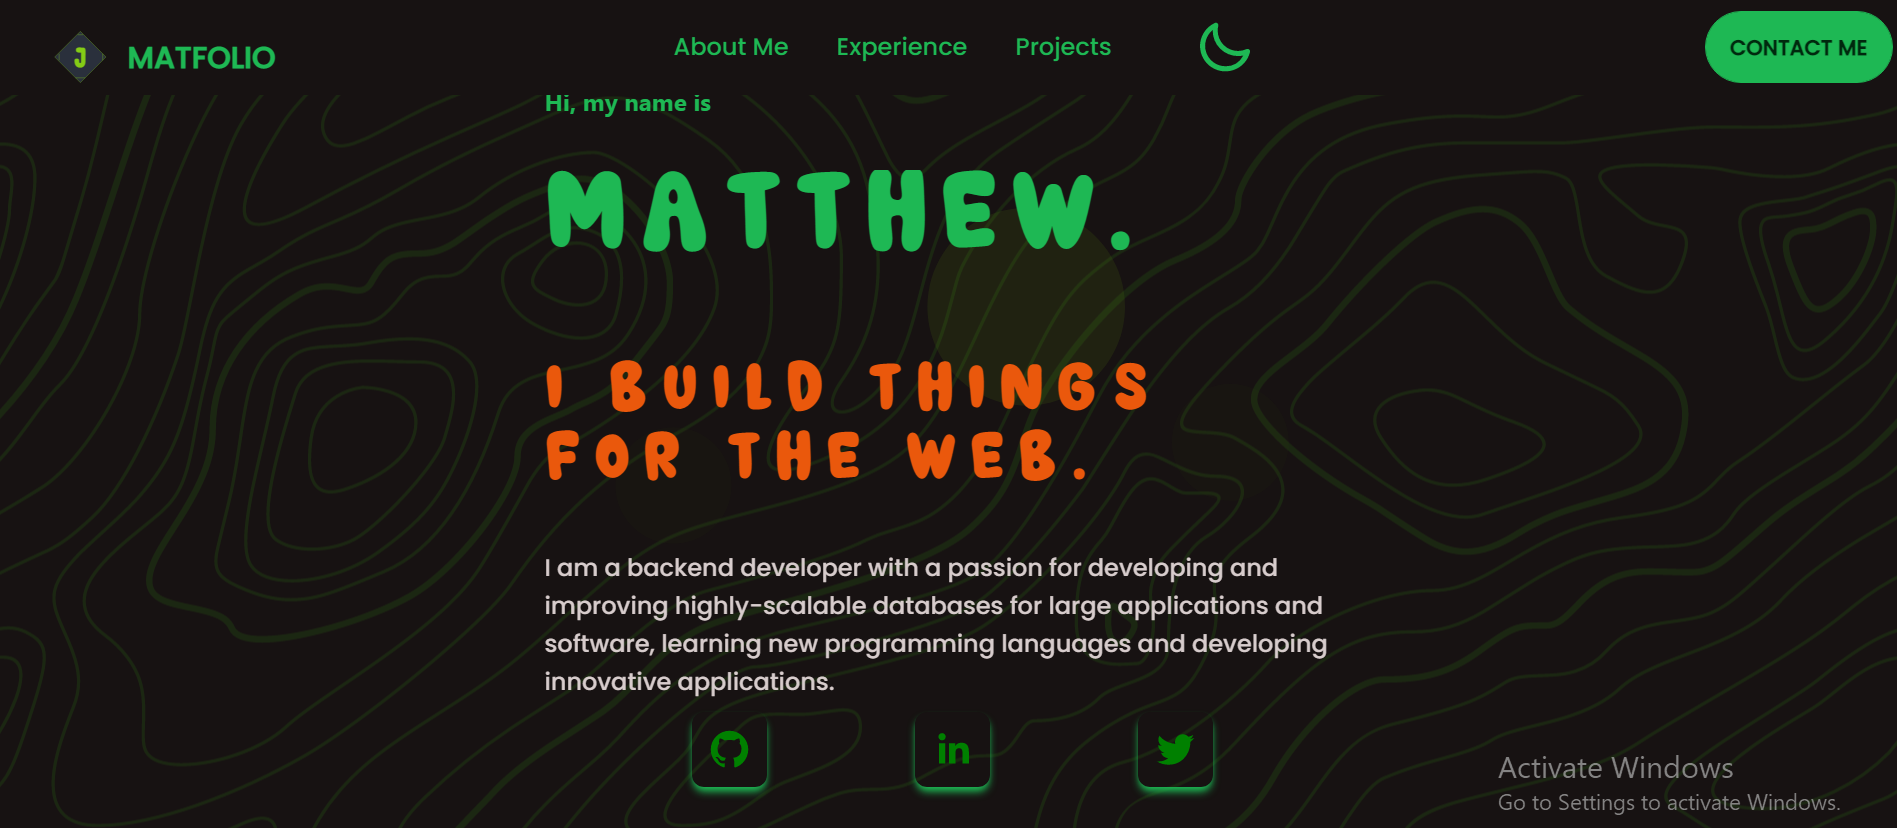 J MATFOLIO
About Me Experience Projects
CONTACT ME
Hi, my name is
MATTHEW.
I BUILD THINGS
FOR THE WEB.
I am a backend developer with a passion for developing and
improving highly-scalable databases for large applications and
software, learning new programming languages and developing
innovative applications.
in
Activate Windows
Go to Settings to activate Windows.